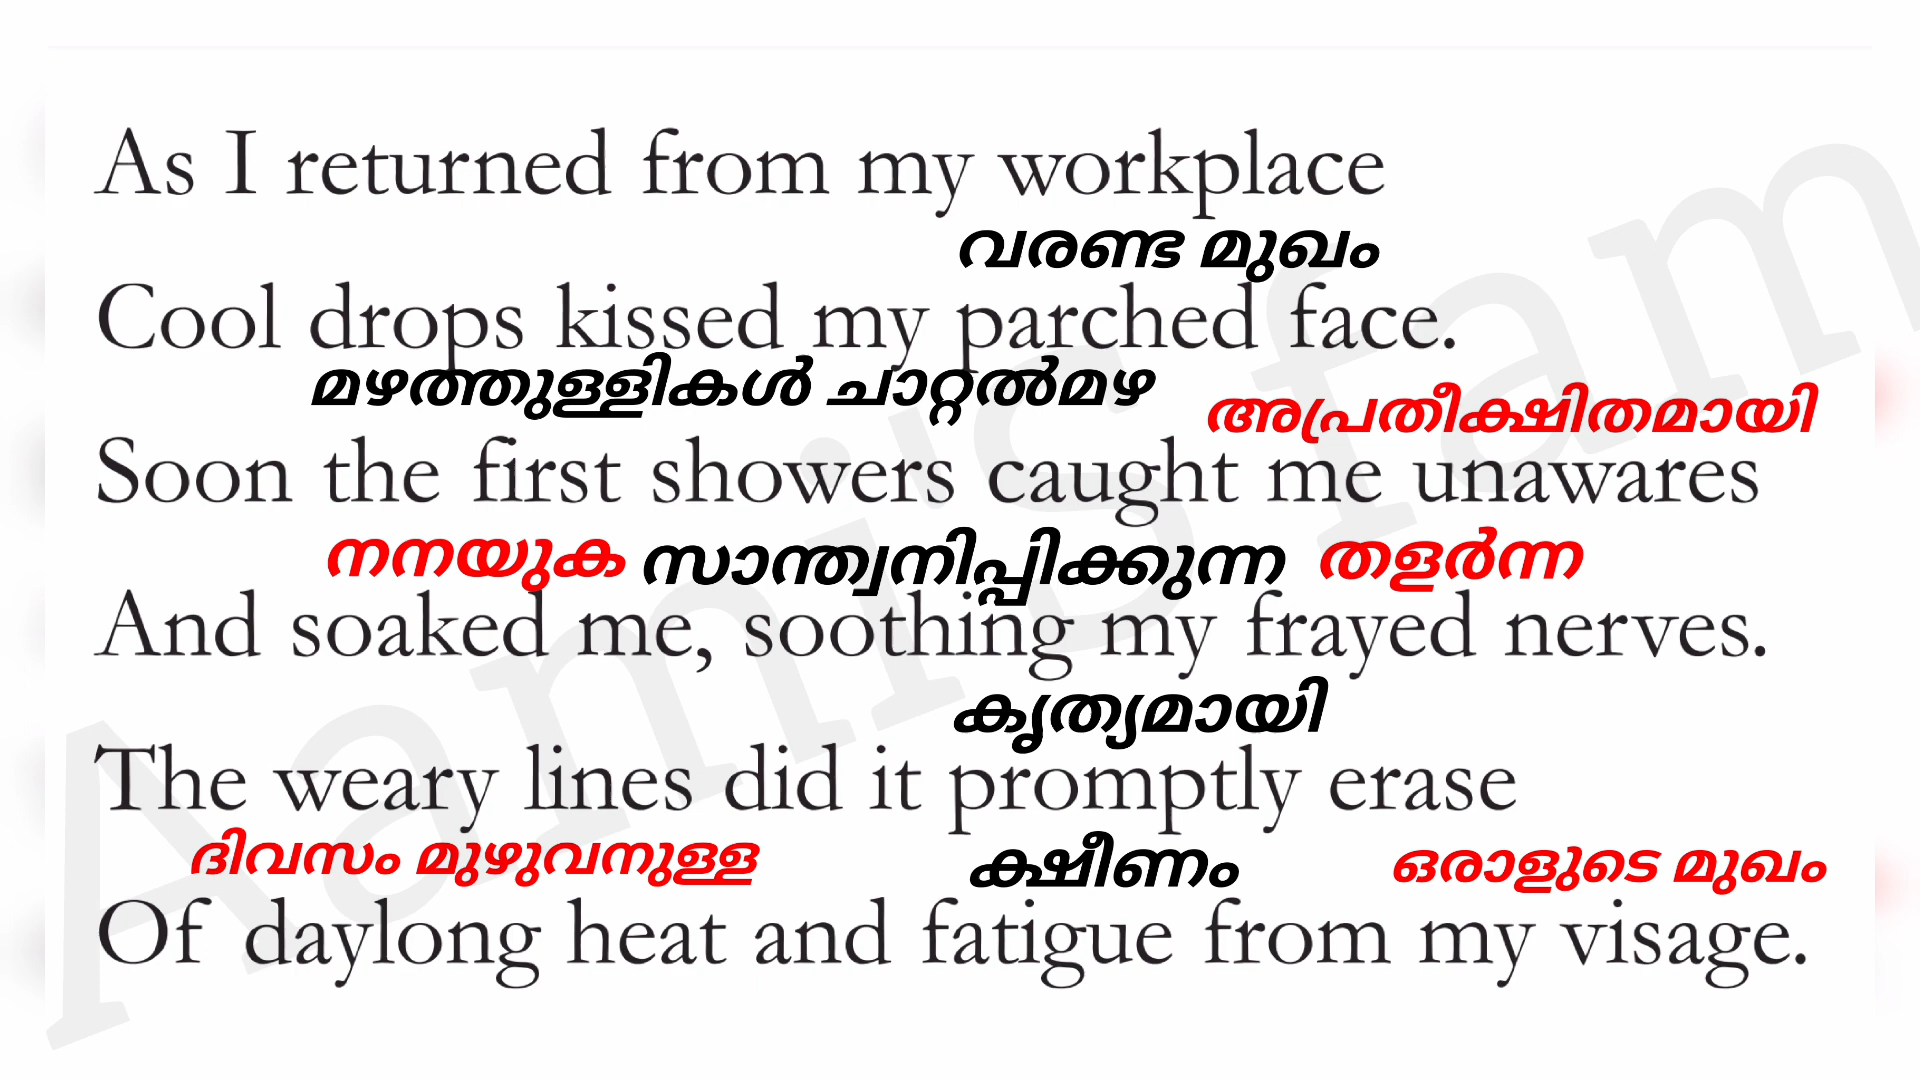 As I returned from my workplace
വരണ്ട മുഖം
Cool drops kissed my parched face.
മഴത്തുള്ളികൾ ചാറ്റൽമഴ അപ്രതീക്ഷിതമായി
Soon the first showers caught me unawares
നനയുക സാന്ത്വനിപ്പിക്കുന്ന തളർന്ന
And soaked me, soothing my frayed nerves.
കൃത്യമായി
The weary lines did it promptly erase
ദിവസം മുഴുവനുള്ള ക്ഷീണം ഒരാളുടെ മുഖം
Of daylong heat and fatigue from my visage.
Aami's fam